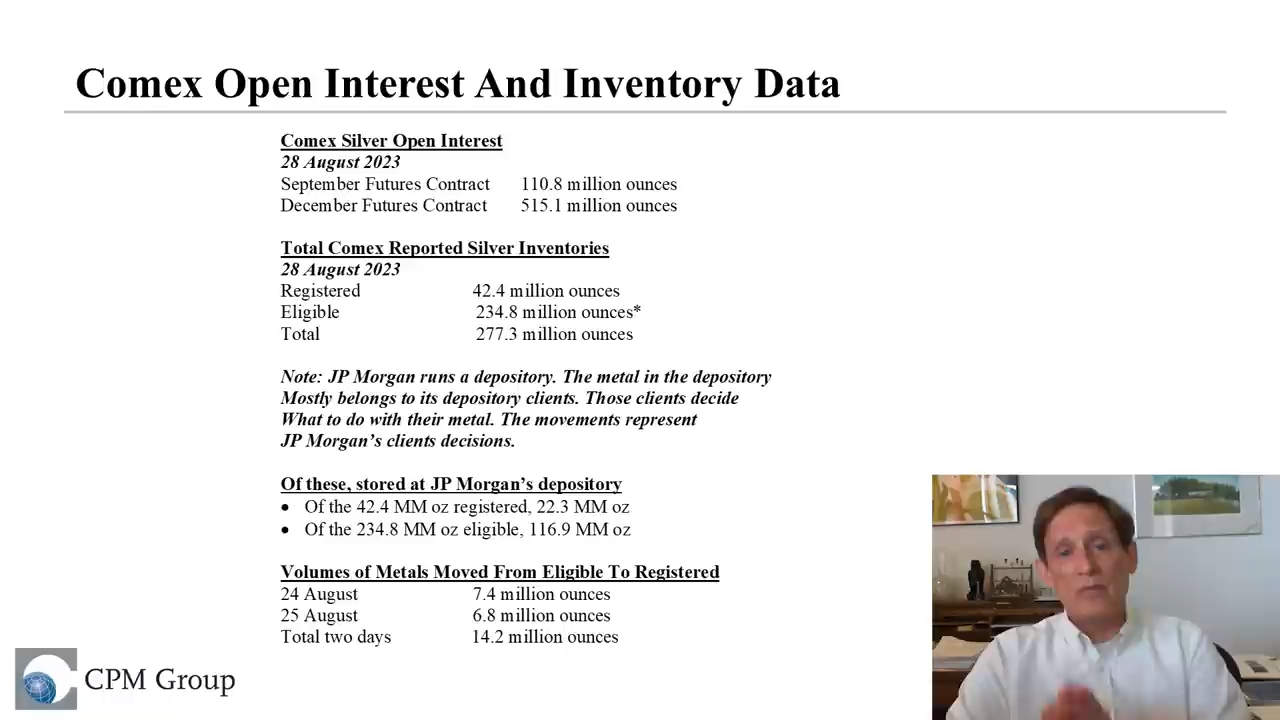 Comex Open Interest And Inventory Data
Comex Silver Open Interest
28 August 2023
September Futures Contract 110.8 million ounces
December Futures Contract 515.1 million ounces
Total Comex Reported Silver Inventories
28 August 2023
Registered 42.4 million ounces
Eligible 234.8 million ounces*
Total 277.3 million ounces
Note: JP Morgan runs a depository. The metal in the depository
Mostly belongs to its depository clients. Those clients decide
What to do with their metal. The movements represent
JP Morgan’s clients decisions.
Of these, stored at JP Morgan’s depository
• Of the 42.4 MM oz registered, 22.3 MM oz
• Of the 234.8 MM oz eligible, 116.9 MM oz
Volumes of Metals Moved From Eligible To Registered
24 August 7.4 million ounces
25 August 6.8 million ounces
Total two days 14.2 million ounces
CPM Group